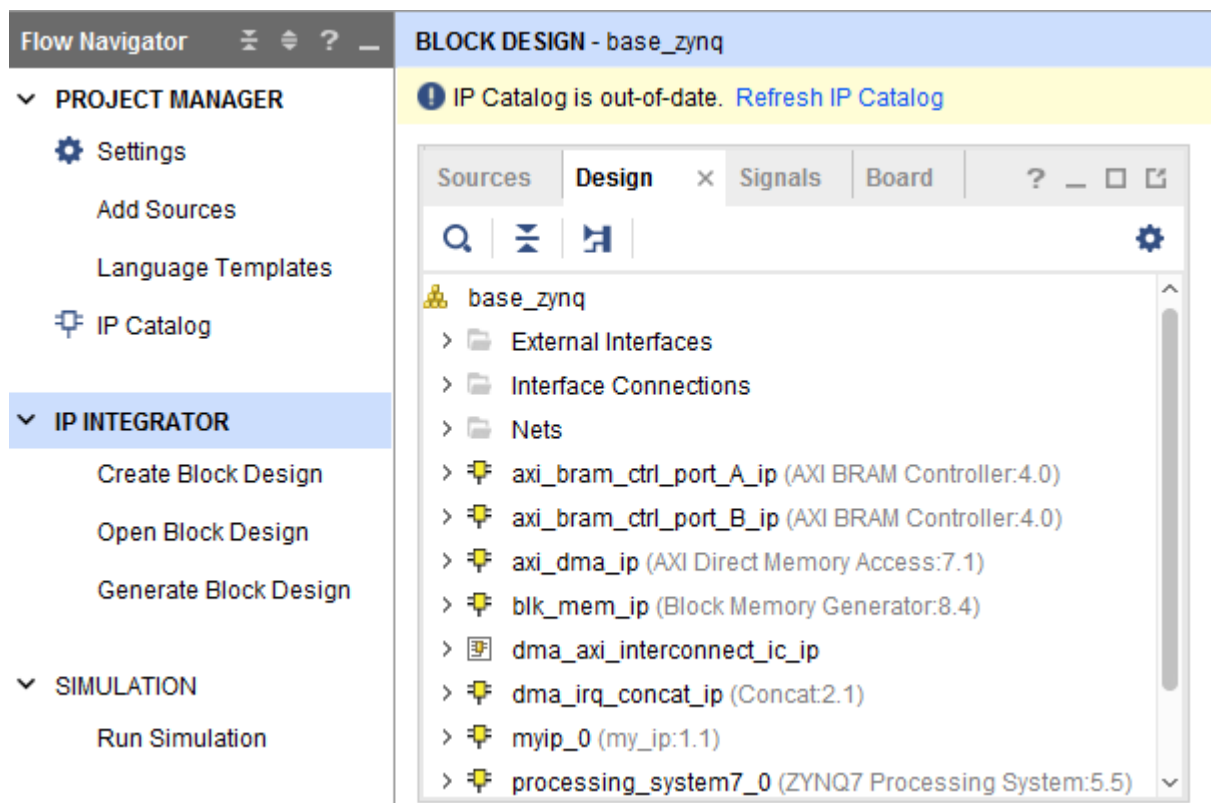 Flow Navigator ?
PROJECT MANAGER
Settings
Add Sources
Language Templates
IP Catalog
IP INTEGRATOR
Create Block Design
Open Block Design
Generate Block Design
SIMULATION
Run Simulation
BLOCK DESIGN - base_zynq
IP Catalog is out-of-date. Refresh IP Catalog
Sources Design Signals Board ?
base_zynq
External Interfaces
Interface Connections
Nets
axi_bram_ctrl_port_A_ip (AXI BRAM Controller:4.0)
axi_bram_ctrl_port_B_ip (AXI BRAM Controller:4.0)
axi_dma_ip (AXI Direct Memory Access:7.1)
blk_mem_ip (Block Memory Generator:8.4)
dma_axi_interconnect_ic_ip
dma_irq_concat_ip (Concat:2.1)
myip_0 (my_ip:1.1)
processing_system7_0 (ZYNQ7 Processing System:5.5)